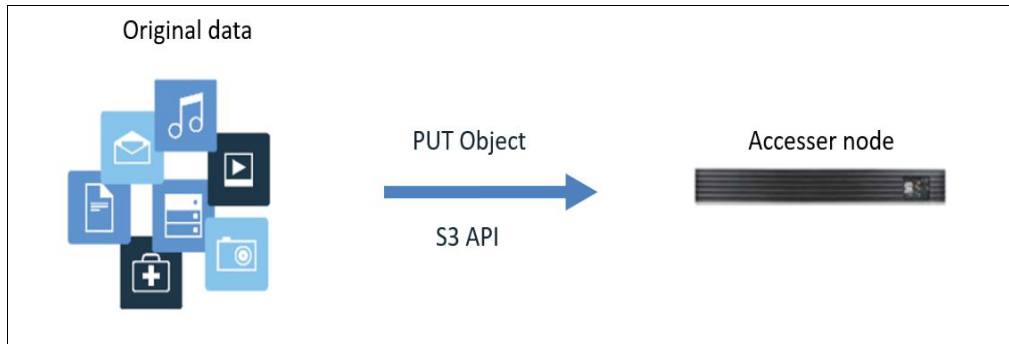 Original data
PUT Object
Accesser node
S3 API